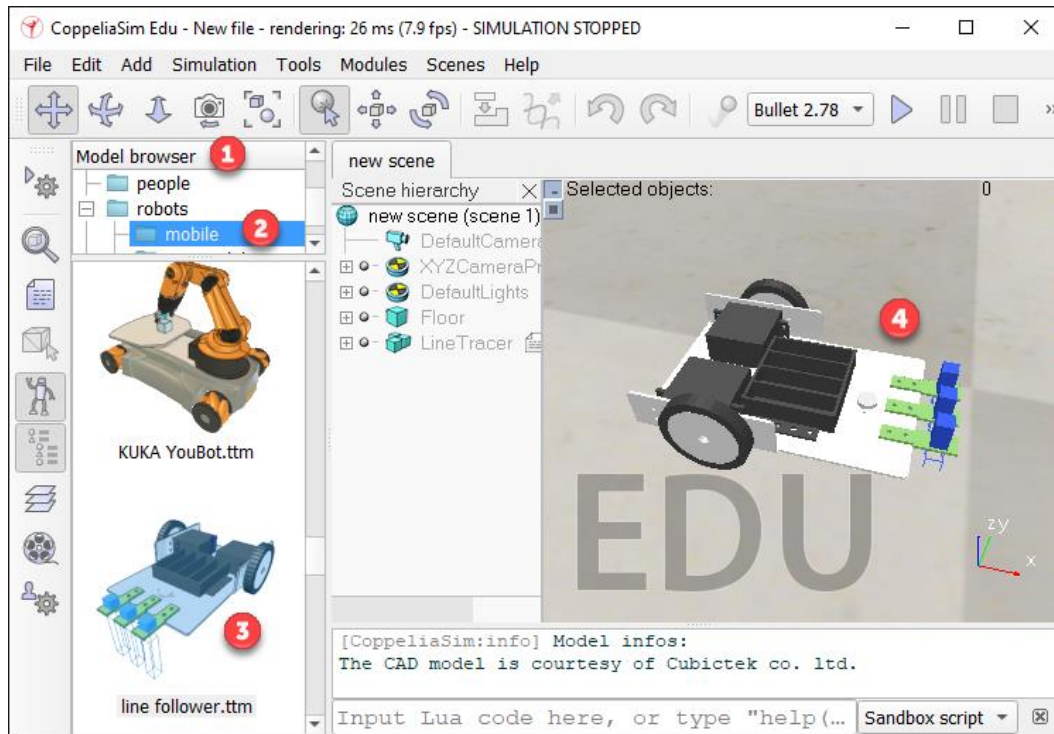 CoppeliaSim Edu - New file - rendering: 26 ms (7.9 fps) - SIMULATION STOPPED
File Edit Add Simulation Tools Modules Scenes Help
Bullet 2.78
Model browser 1
people
robots
mobile 2
KUKA YouBot.ttm
3
line follower.ttm
new scene
Scene hierarchy
new scene (scene 1)
DefaultCamera
XYZCameraPr
DefaultLights
Floor
LineTracer
Selected objects: 0
4
EDU
zy
x
[CoppeliaSim:info] Model infos:
The CAD model is courtesy of Cubictek co. ltd.
Input Lua code here, or type "help(… Sandbox script